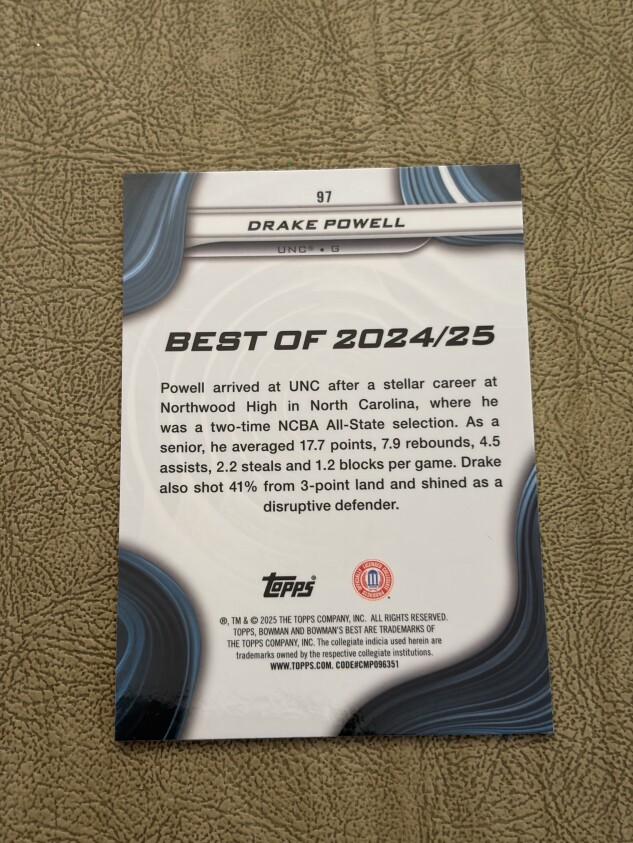 97
DRAKE POWELL
UNC® • G
BEST OF 2024/25
Powell arrived at UNC after a stellar career at
Northwood High in North Carolina, where he
was a two-time NCBA All-State selection. As a
senior, he averaged 17.7 points, 7.9 rebounds, 4.5
assists, 2.2 steals and 1.2 blocks per game. Drake
also shot 41% from 3-point land and shined as a
disruptive defender.
TOPPS®
OFFICIALLY LICENSED COLLEGIATE PRODUCTS
®, TM & © 2025 THE TOPPS COMPANY, INC. ALL RIGHTS RESERVED.
TOPPS, BOWMAN AND BOWMAN'S BEST ARE TRADEMARKS OF
THE TOPPS COMPANY, INC. The collegiate indicia used herein are
trademarks owned by the respective collegiate institutions.
WWW.TOPPS.COM. CODE#CMP096351